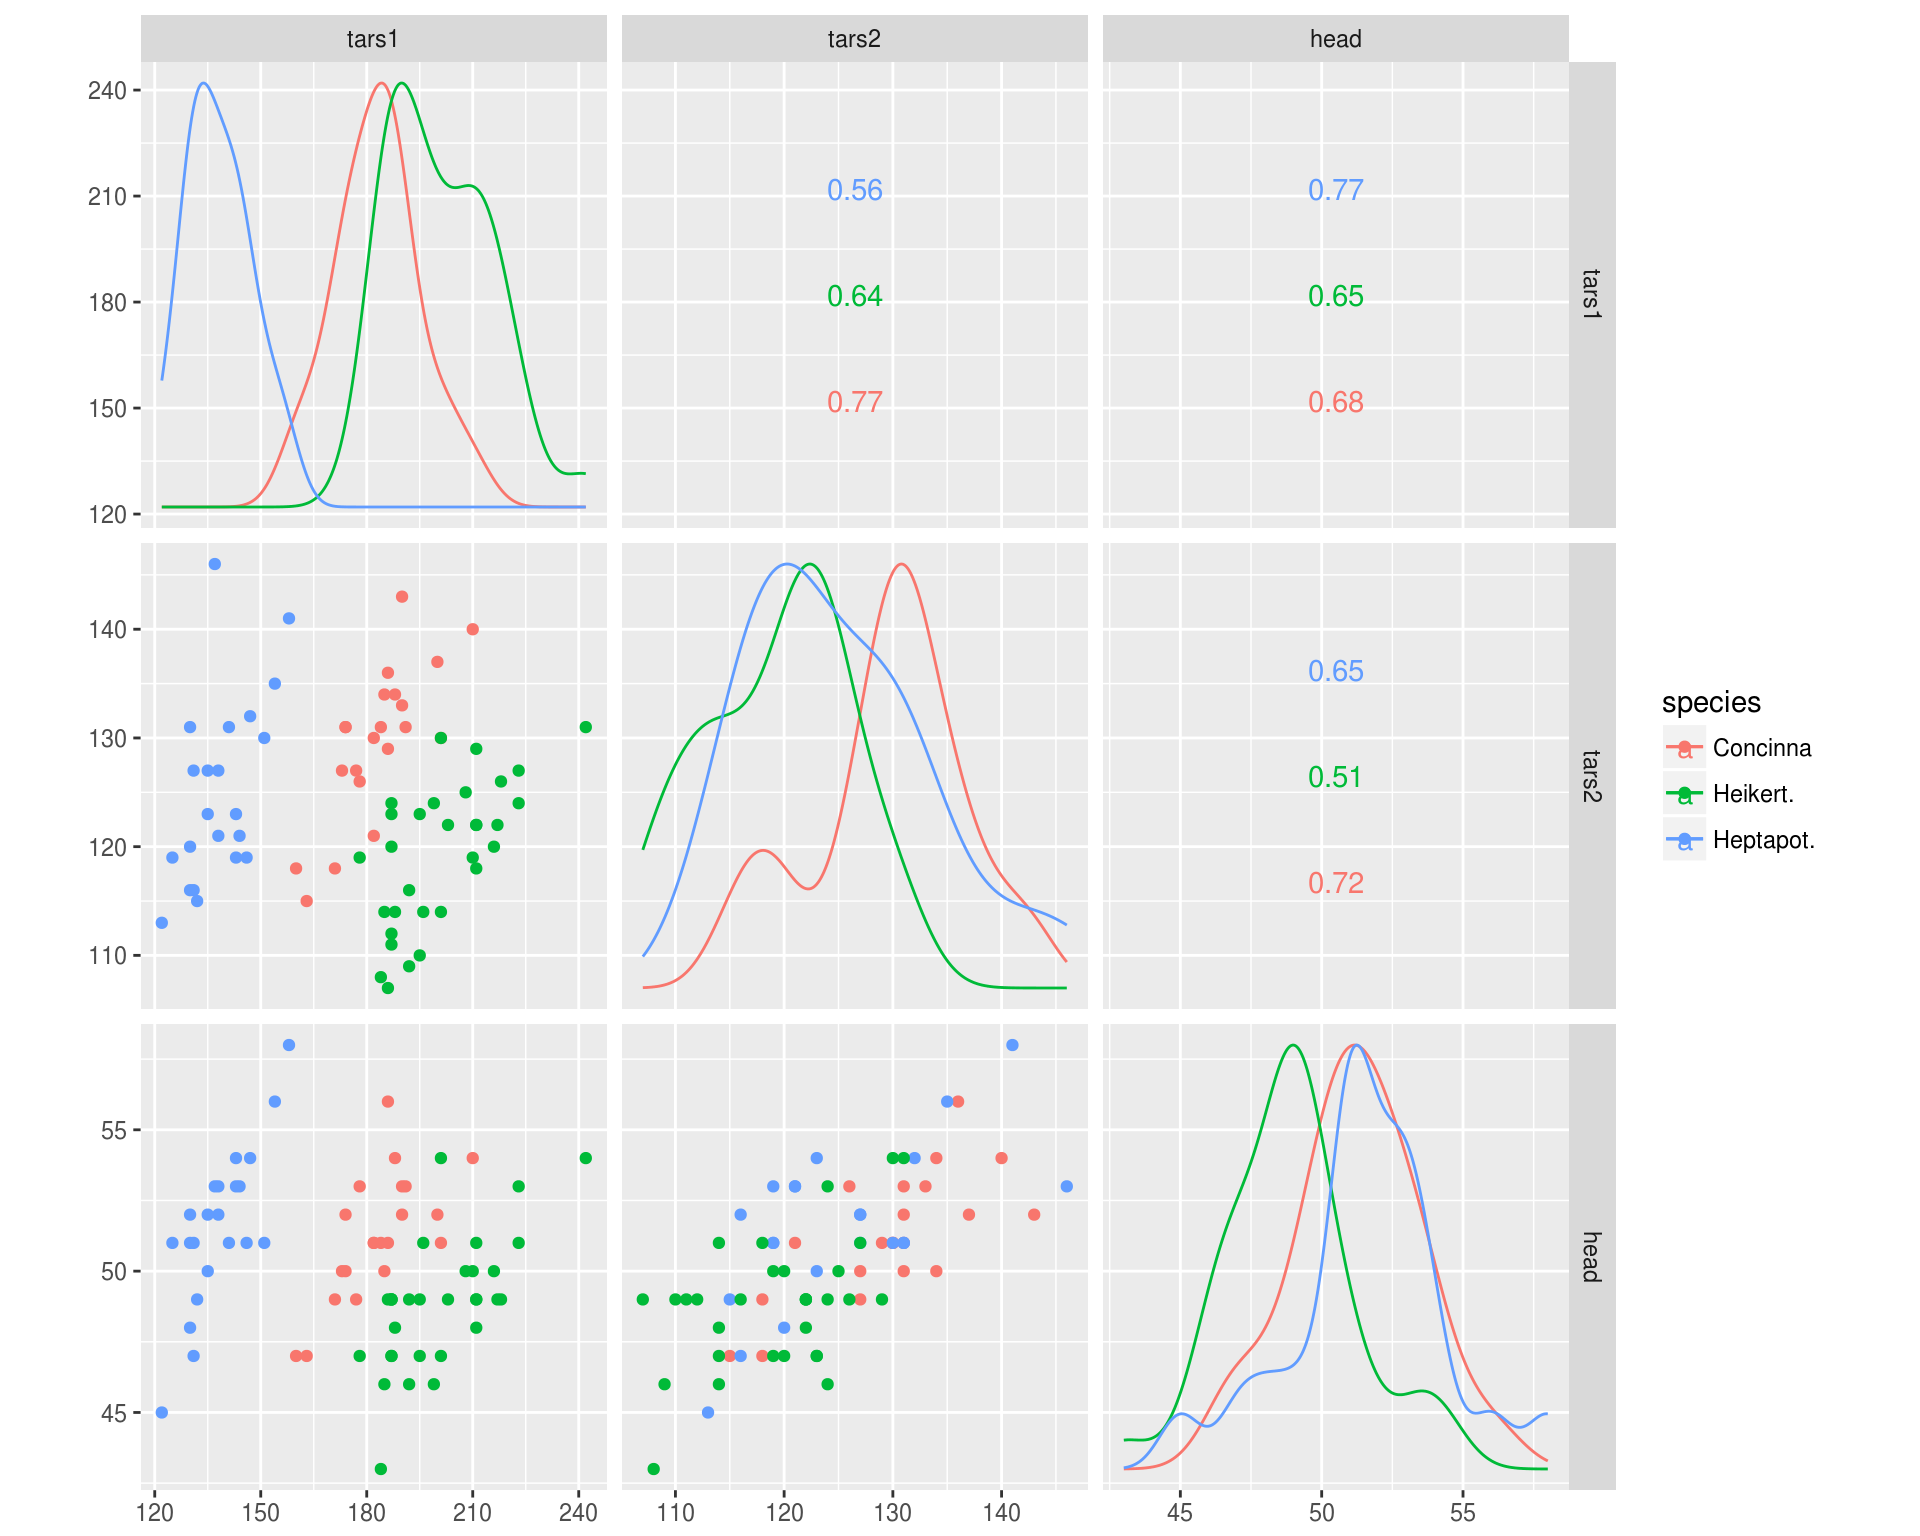 tars1 tars2 head
240
210
180
150
120
0.56
0.64
0.77
0.77
0.65
0.68
tars1
140
130
120
110
0.65
0.51
0.72
tars2
55
50
45
head
120 150 180 210 240
110 120 130 140
45 50 55
species
a Concinna
a Heikert.
a Heptapot.